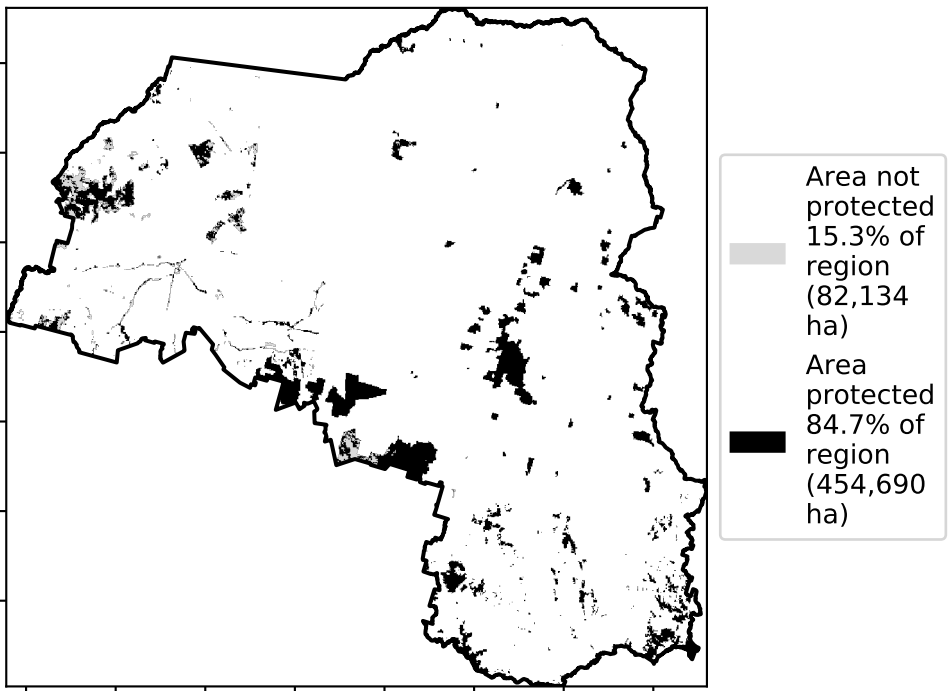 Area not
protected
15.3% of
region
(82,134
ha)
Area
protected
84.7% of
region
(454,690
ha)